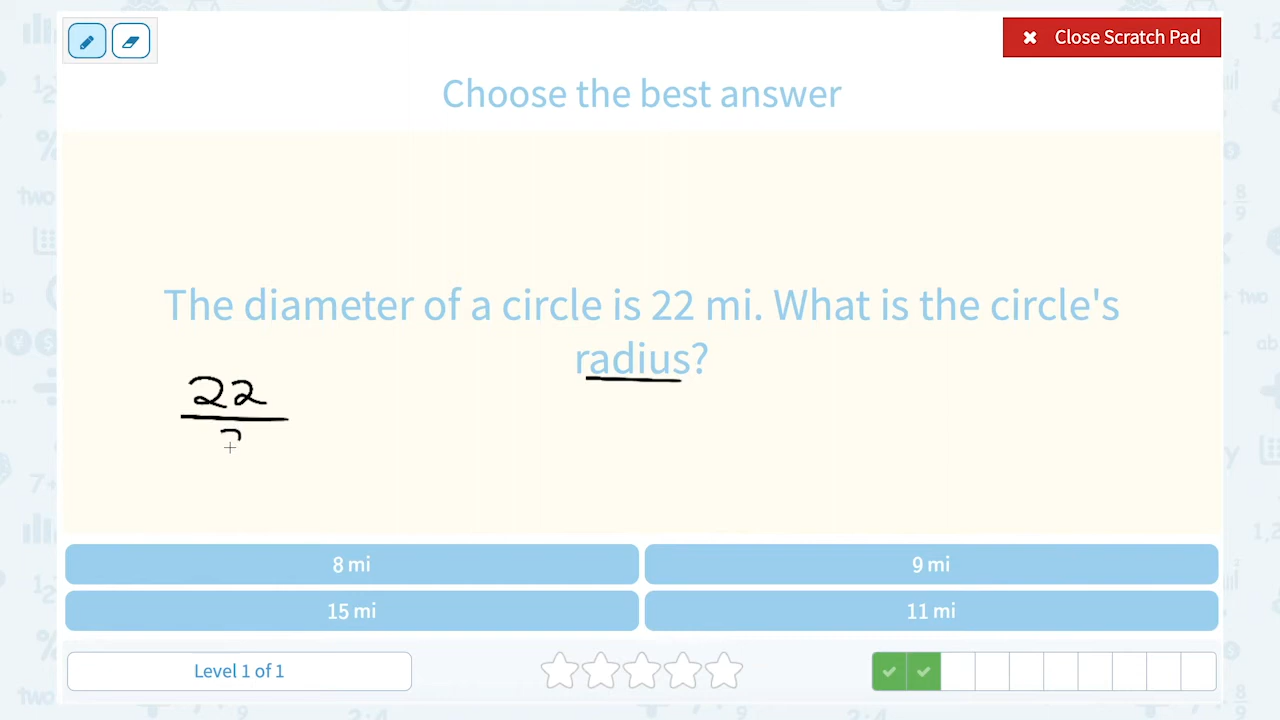 Close Scratch Pad
Choose the best answer
The diameter of a circle is 22 mi. What is the circle's
radius?
22
8 mi
9 mi
15 mi
11 mi
Level 1 of 1